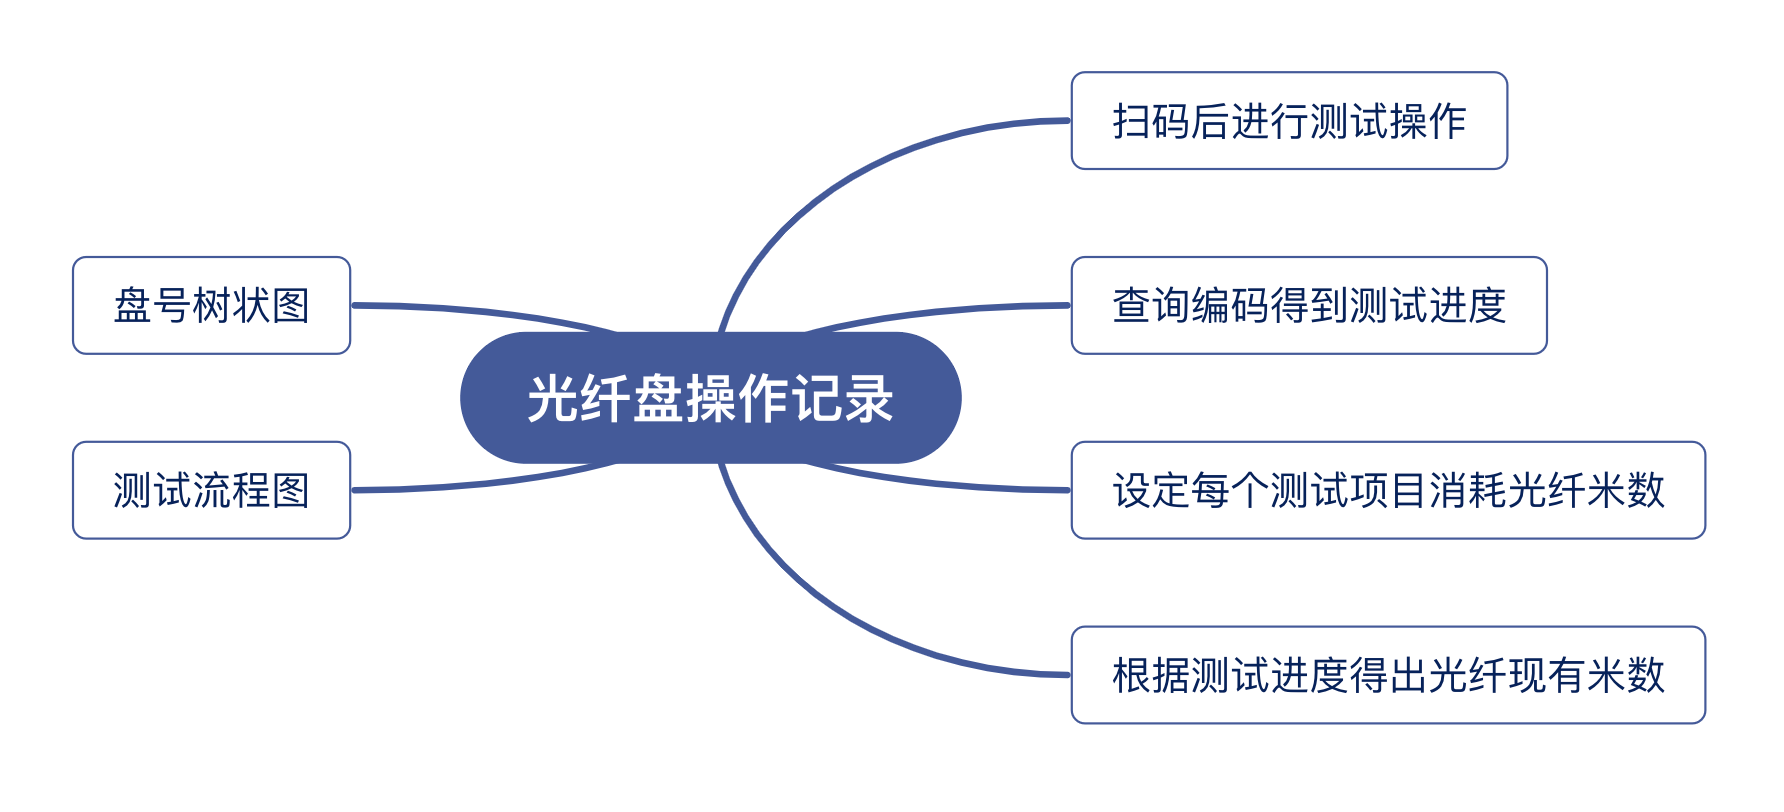 光纤盘操作记录
扫码后进行测试操作
查询编码得到测试进度
设定每个测试项目消耗光纤米数
根据测试进度得出光纤现有米数
盘号树状图
测试流程图